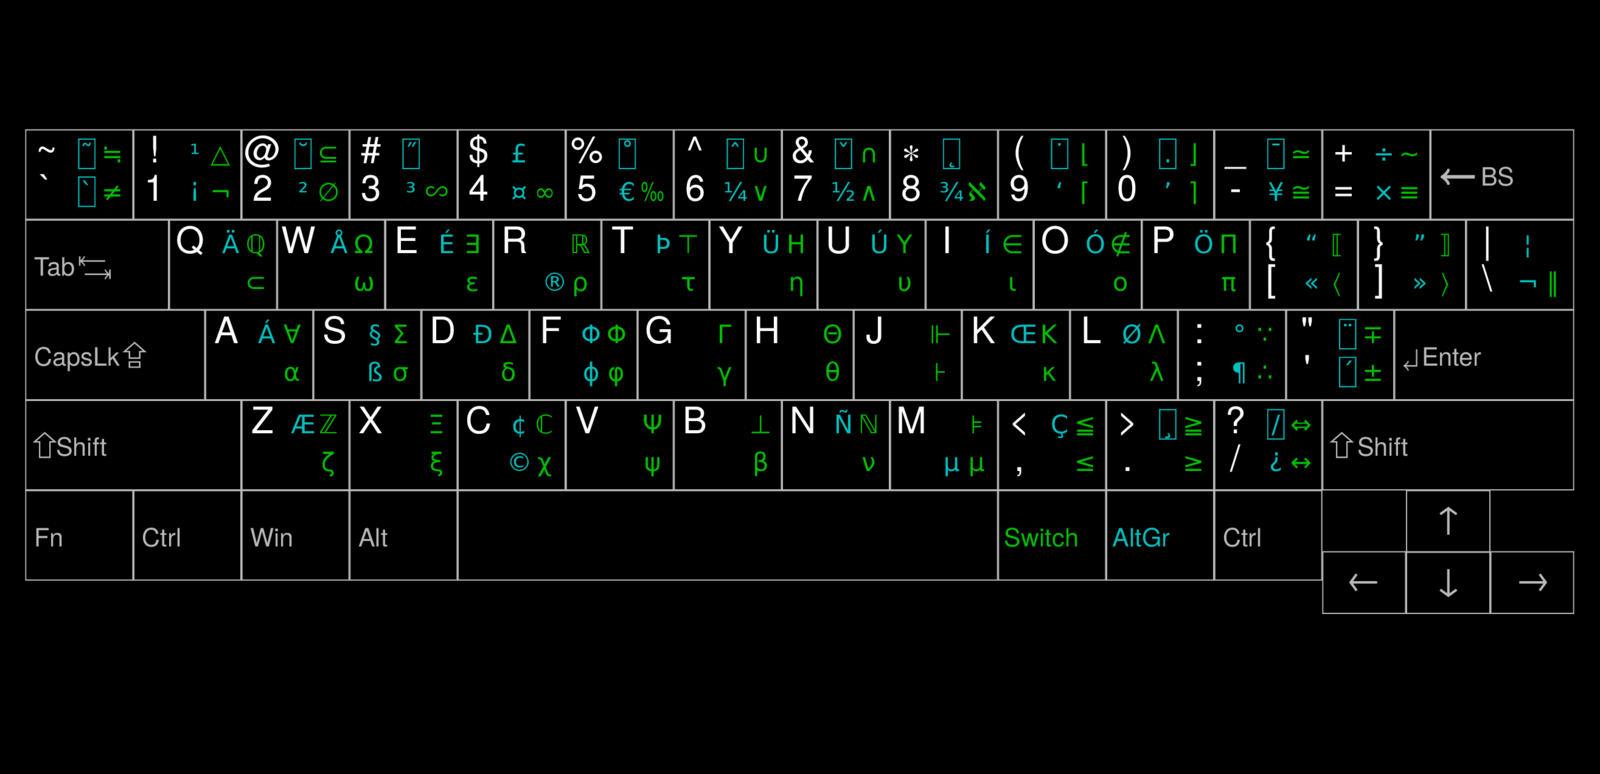 ~ ˜ ≒ ! ¹ △ @ ˘ ⊆ # ˝ $ £ % ° ^ ˆ ∪ & ˇ ∩ * ˛ ( ˙ ⌊ ) . ⌋ _ ¯ ≃ + ÷ ∼ ←BS
` ` ≠ 1 ¡ ¬ 2 ² ∅ 3 ³ ∽ 4 ¤ ∞ 5 € ‰ 6 ¼ ∨ 7 ½ ∧ 8 ¾ ℵ 9 ‘ ⌈ 0 ’ ⌉ - ¥ ≅ = × ≡
Tab Q Ä ℚ W Å Ω E É ∃ R ℝ T Þ ⊤ Y Ü Η U Ú Υ I Í ∈ O Ó ∉ P Ö Π { “ ⟦ } ” ⟧ | ¦
⊂ ω ε ® ρ τ η υ ι ο π [ « 〈 ] » 〉 \ ¬ ∥
CapsLk A Á ∀ S § Σ D Ð Δ F Φ Φ G Γ H Θ J ⊩ K Œ Κ L Ø Λ : ° ∵ " ¨ ∓ Enter
α ß σ δ ϕ φ γ θ ⊦ κ λ ; ¶ ∴ ' ´ ±
⇧Shift Z Æ ℤ X Ξ C ¢ ℂ V Ψ B ⊥ N Ñ ℕ M ⊧ < Ç ≦ > ¸ ≧ ? / ⇔ ⇧Shift
ζ ξ © χ ψ β ν µ μ , ≤ . ≥ / ¿ ↔
Fn Ctrl Win Alt Switch AltGr Ctrl ↑
← ↓ →